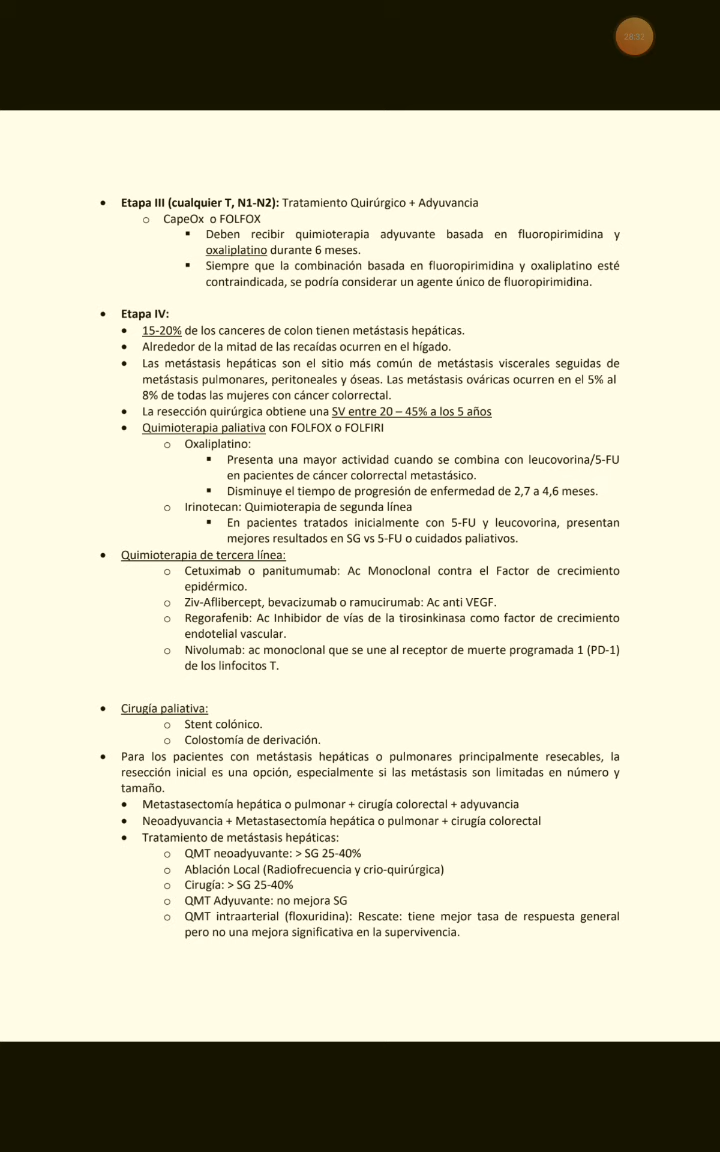 28:32
• Etapa III (cualquier T, N1-N2): Tratamiento Quirúrgico + Adyuvancia
o CapeOx o FOLFOX
▪ Deben recibir quimioterapia adyuvante basada en fluoropirimidina y
oxaliplatino durante 6 meses.
▪ Siempre que la combinación basada en fluoropirimidina y oxaliplatino esté
contraindicada, se podría considerar un agente único de fluoropirimidina.
• Etapa IV:
• 15-20% de los canceres de colon tienen metástasis hepáticas.
• Alrededor de la mitad de las recaídas ocurren en el hígado.
• Las metástasis hepáticas son el sitio más común de metástasis viscerales seguidas de
metástasis pulmonares, peritoneales y óseas. Las metástasis ováricas ocurren en el 5% al
8% de todas las mujeres con cáncer colorrectal.
• La resección quirúrgica obtiene una SV entre 20 – 45% a los 5 años
• Quimioterapia paliativa con FOLFOX o FOLFIRI
o Oxaliplatino:
▪ Presenta una mayor actividad cuando se combina con leucovorina/5-FU
en pacientes de cáncer colorrectal metastásico.
▪ Disminuye el tiempo de progresión de enfermedad de 2,7 a 4,6 meses.
o Irinotecan: Quimioterapia de segunda línea
▪ En pacientes tratados inicialmente con 5-FU y leucovorina, presentan
mejores resultados en SG vs 5-FU o cuidados paliativos.
• Quimioterapia de tercera línea:
o Cetuximab o panitumumab: Ac Monoclonal contra el Factor de crecimiento
epidérmico.
o Ziv-Aflibercept, bevacizumab o ramucirumab: Ac anti VEGF.
o Regorafenib: Ac Inhibidor de vías de la tirosinkinasa como factor de crecimiento
endotelial vascular.
o Nivolumab: ac monoclonal que se une al receptor de muerte programada 1 (PD-1)
de los linfocitos T.
• Cirugía paliativa:
o Stent colónico.
o Colostomía de derivación.
• Para los pacientes con metástasis hepáticas o pulmonares principalmente resecables, la
resección inicial es una opción, especialmente si las metástasis son limitadas en número y
tamaño.
• Metastasectomía hepática o pulmonar + cirugía colorectal + adyuvancia
• Neoadyuvancia + Metastasectomía hepática o pulmonar + cirugía colorectal
• Tratamiento de metástasis hepáticas:
o QMT neoadyuvante: > SG 25-40%
o Ablación Local (Radiofrecuencia y crio-quirúrgica)
o Cirugía: > SG 25-40%
o QMT Adyuvante: no mejora SG
o QMT intraarterial (floxuridina): Rescate: tiene mejor tasa de respuesta general
pero no una mejora significativa en la supervivencia.